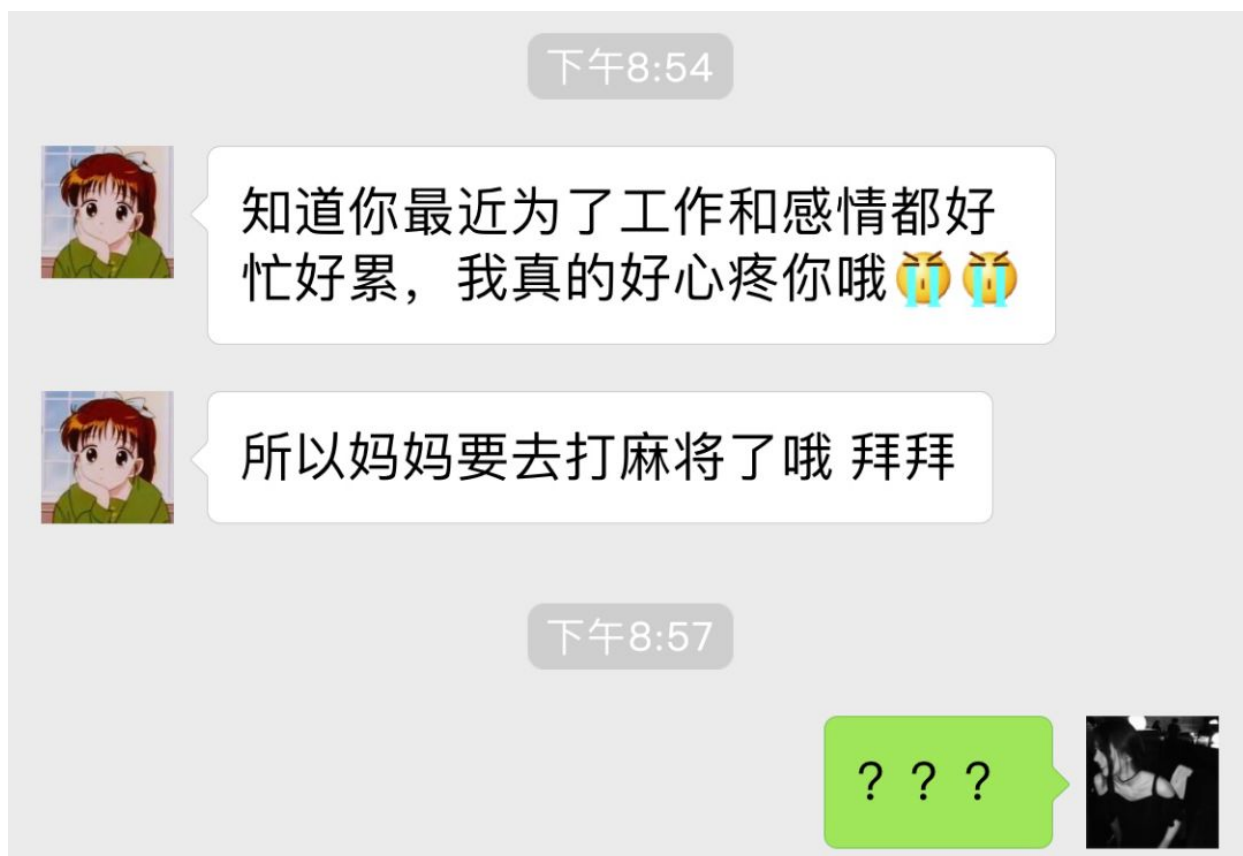 下午8:54
知道你最近为了工作和感情都好
忙好累，我真的好心疼你哦😭😭
所以妈妈要去打麻将了哦 拜拜
下午8:57
？？？